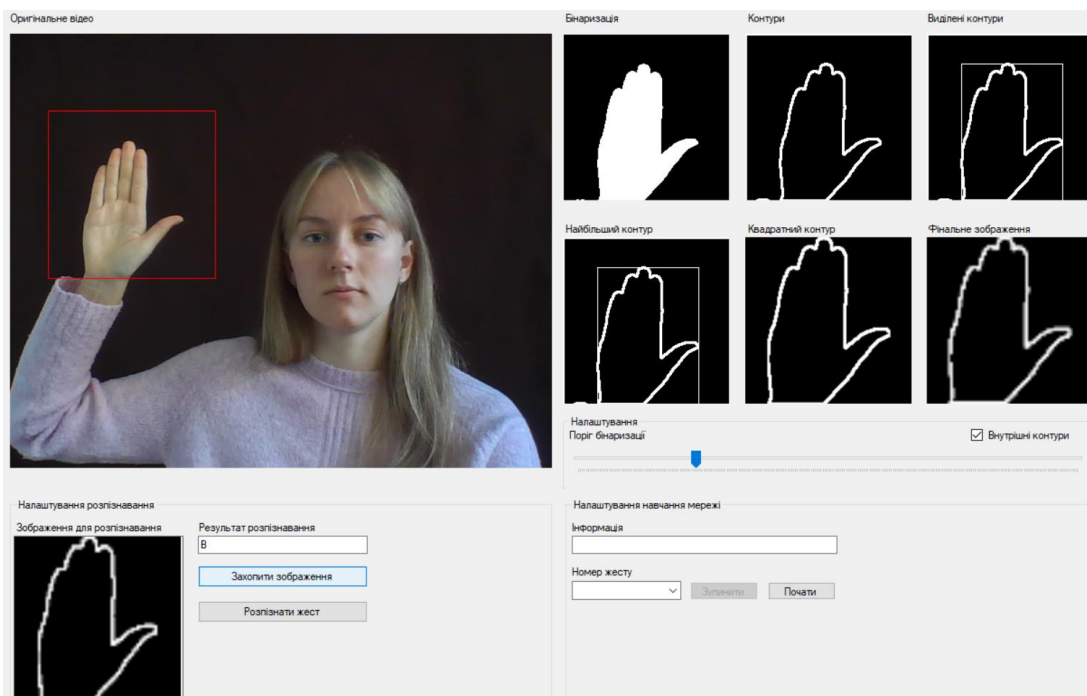 Оригінальне відео
Бінаризація
Контури
Виділені контури
Найбільший контур
Квадратний контур
Фінальне зображення
Налаштування
Поріг бінаризації
Внутрішні контури
Налаштування розпізнавання
Зображення для розпізнавання
Результат розпізнавання
В
Захопити зображення
Розпізнати жест
Налаштування навчання мережі
Інформація
Номер жесту
Зупинити
Почати